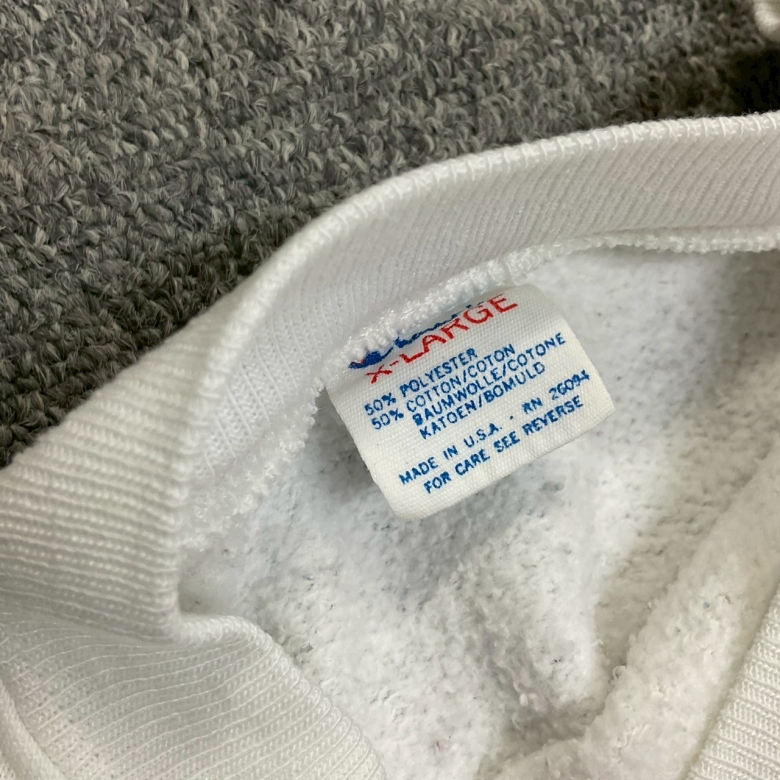 X-LARGE
50% POLYESTER
50% COTTON/COTON
BAUMWOLLE/COTONE
KATOEN/BOMULD
MADE IN U.S.A. · RN 26094
FOR CARE SEE REVERSE